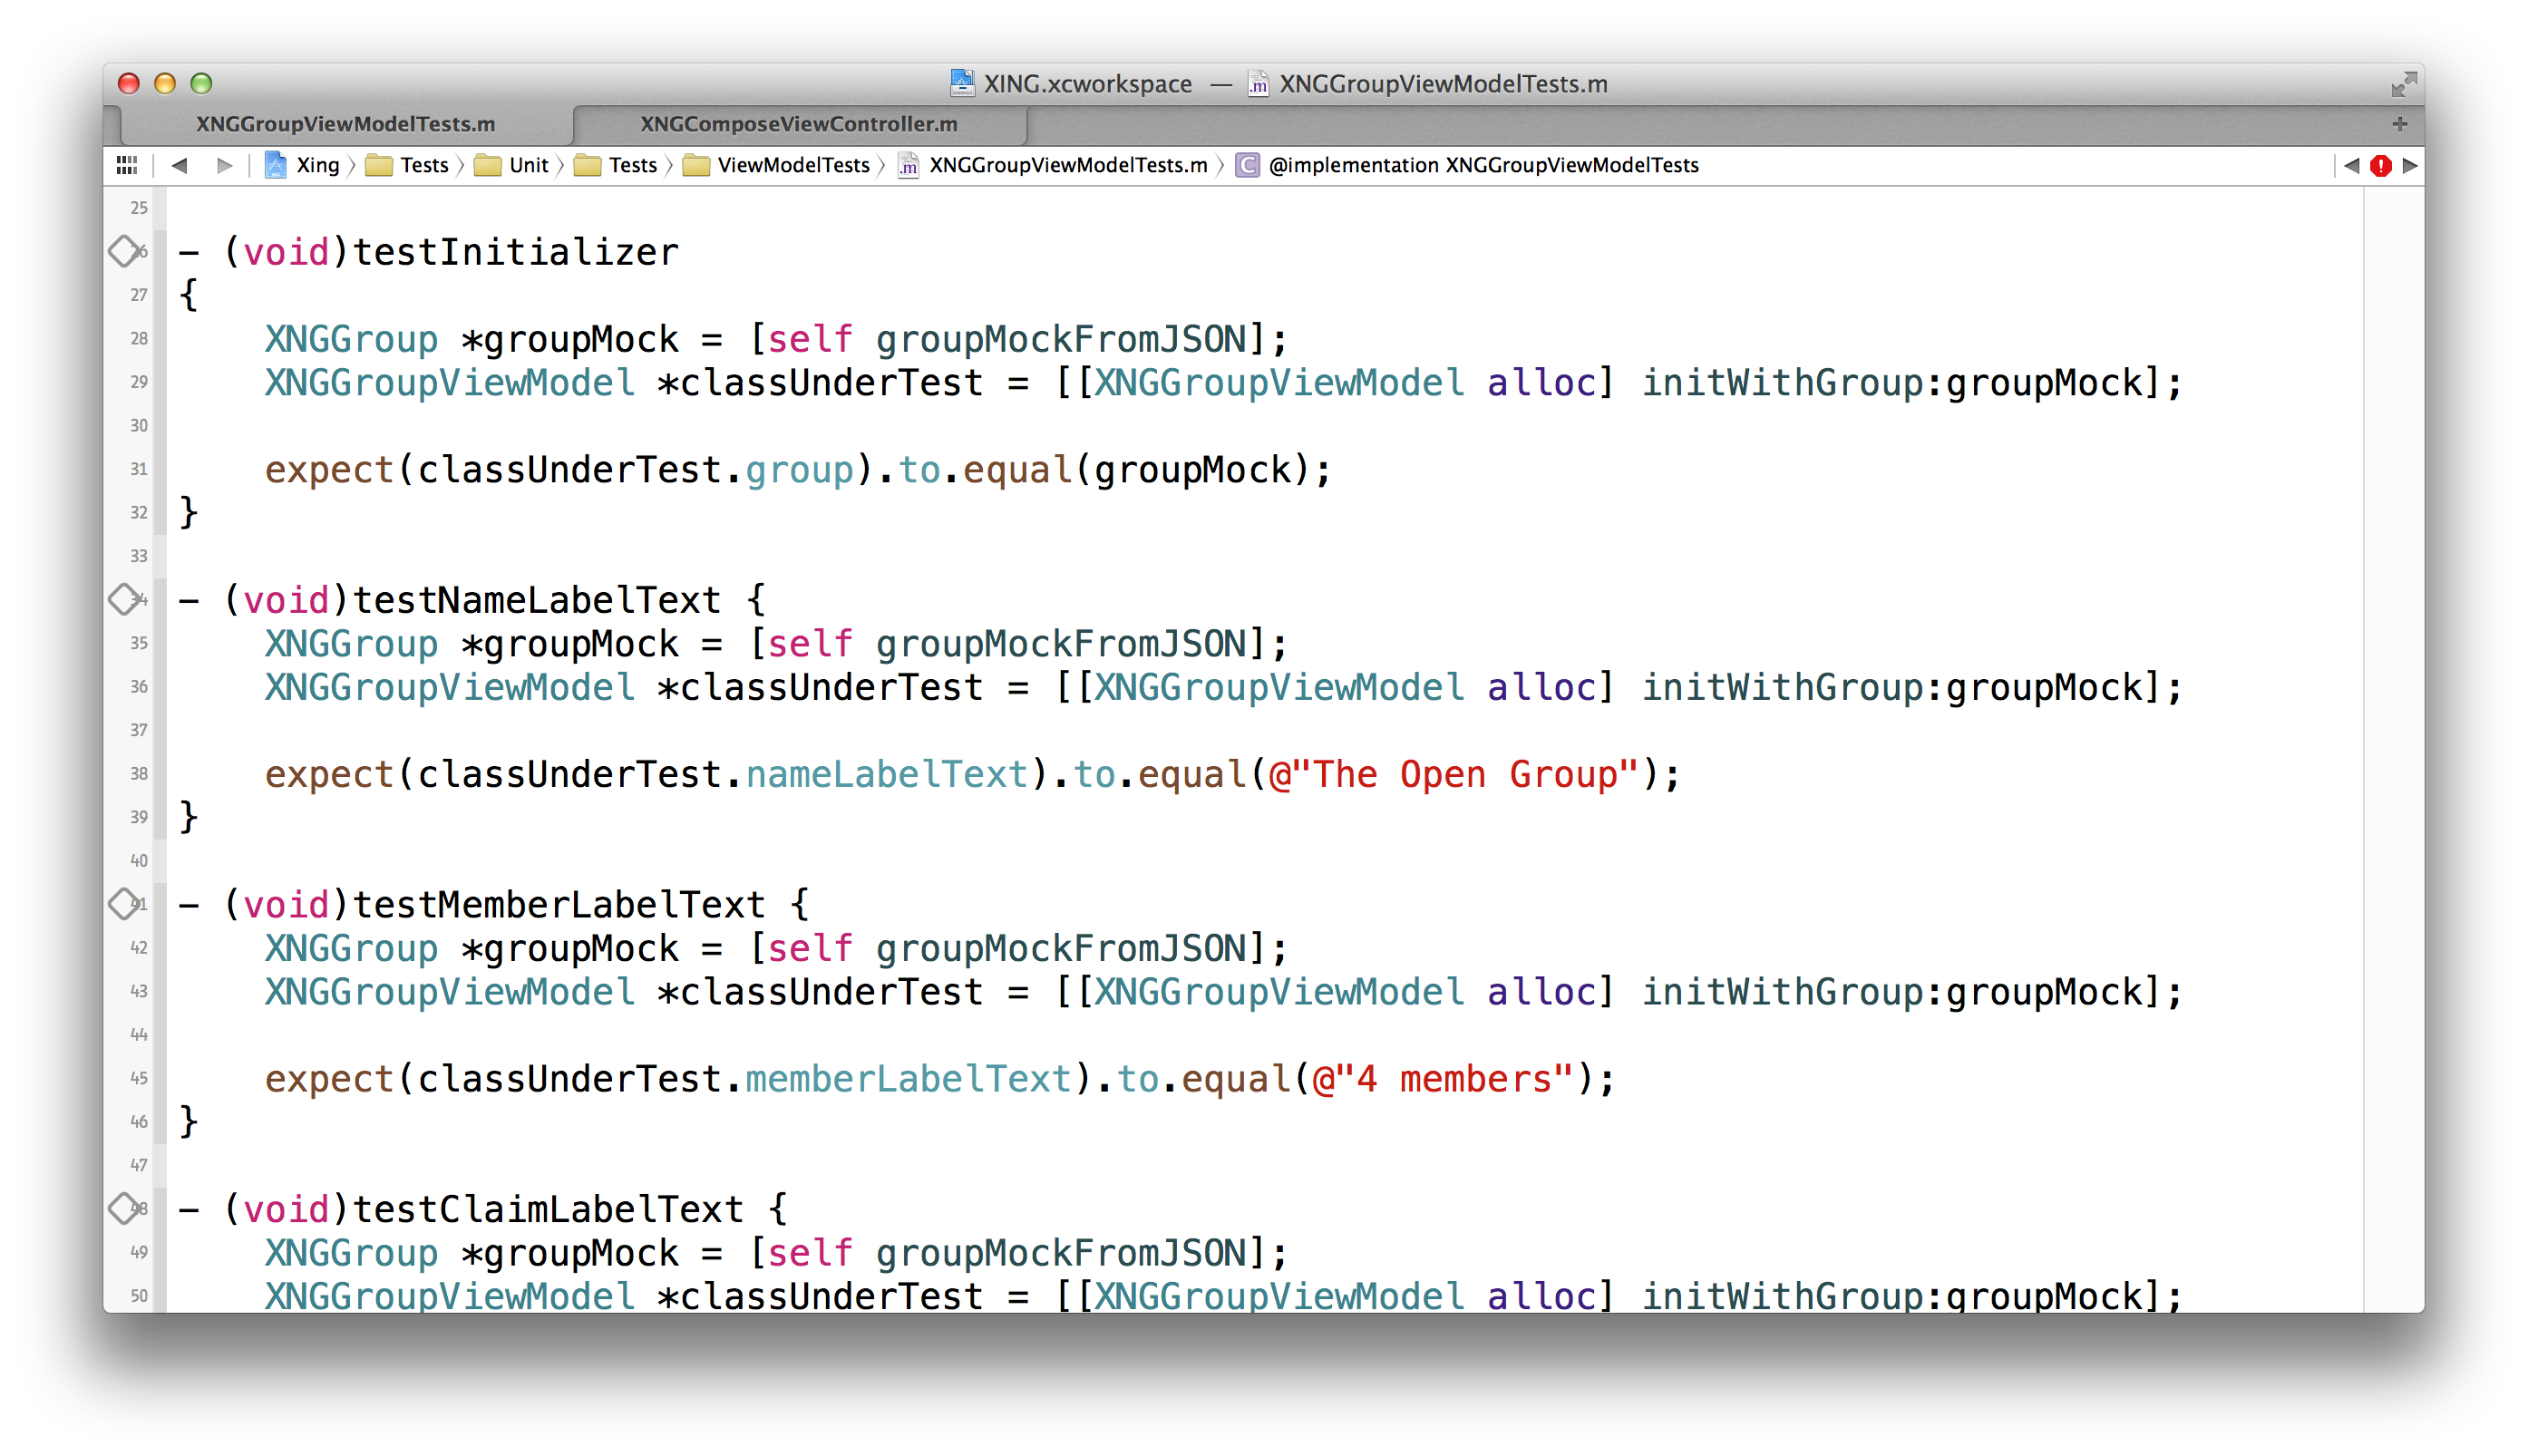 XING.xcworkspace — XNGGroupViewModelTests.m
XNGGroupViewModelTests.m XNGComposeViewController.m
Xing Tests Unit Tests ViewModelTests XNGGroupViewModelTests.m @implementation XNGGroupViewModelTests
25
26 - (void)testInitializer
27 {
28 XNGGroup *groupMock = [self groupMockFromJSON];
29 XNGGroupViewModel *classUnderTest = [[XNGGroupViewModel alloc] initWithGroup:groupMock];
30
31 expect(classUnderTest.group).to.equal(groupMock);
32 }
33
34 - (void)testNameLabelText {
35 XNGGroup *groupMock = [self groupMockFromJSON];
36 XNGGroupViewModel *classUnderTest = [[XNGGroupViewModel alloc] initWithGroup:groupMock];
37
38 expect(classUnderTest.nameLabelText).to.equal(@"The Open Group");
39 }
40
41 - (void)testMemberLabelText {
42 XNGGroup *groupMock = [self groupMockFromJSON];
43 XNGGroupViewModel *classUnderTest = [[XNGGroupViewModel alloc] initWithGroup:groupMock];
44
45 expect(classUnderTest.memberLabelText).to.equal(@"4 members");
46 }
47
48 - (void)testClaimLabelText {
49 XNGGroup *groupMock = [self groupMockFromJSON];
50 XNGGroupViewModel *classUnderTest = [[XNGGroupViewModel alloc] initWithGroup:groupMock];